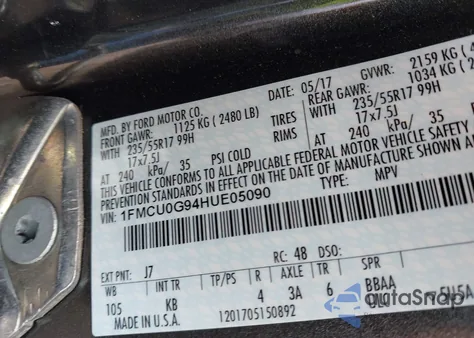 MFD. BY FORD MOTOR CO.
DATE: 05/17
GVWR: 2159 KG (
FRONT GAWR: 1125 KG (2480 LB)
REAR GAWR: 1034 KG (2
WITH 235/55R17 99H TIRES WITH 235/55R17 99H
17x7.5J RIMS 17x7.5J
AT 240 kPa/ 35 PSI COLD AT 240 kPa/ 35
THIS VEHICLE CONFORMS TO ALL APPLICABLE FEDERAL MOTOR VEHICLE SAFETY
STANDARDS IN EFFECT ON THE DATE OF MANUFACTURE SHOWN ABOVE.
VIN: 1FMCU0G94HUE05090
TYPE: MPV
EXT PNT: J7 RC: 48 DSO:
WB INT TR TP/PS R AXLE TR SPR
105 KB 4 3A 6 BBAA
MADE IN U.S.A.
1201705150892
autoSnap